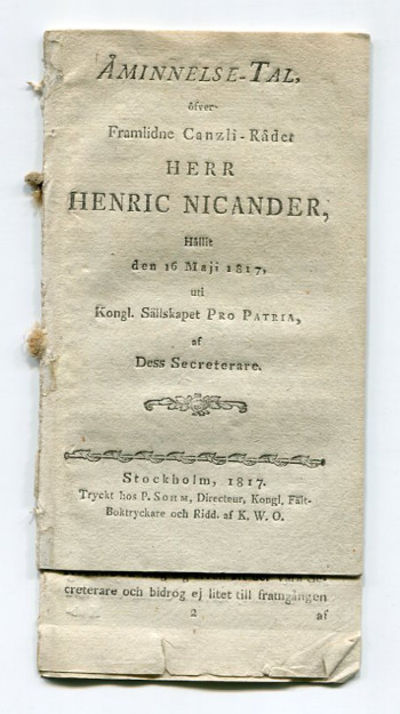 ÅMINNELSE-TAL,
öfver
Framlidne Canzli-Rådet
HERR
HENRIC NICANDER,
Hållit
den 16 Maji 1817,
uti
Kongl. Sällskapet PRO PATRIA,
af
Dess Secreterare.
Stockholm, 1817.
Tryckt hos P. SOHM, Directeur, Kongl. Fält-
Boktryckare och Ridd. af K. W. O.
creterare och bidrog ej litet till framgången
2 af